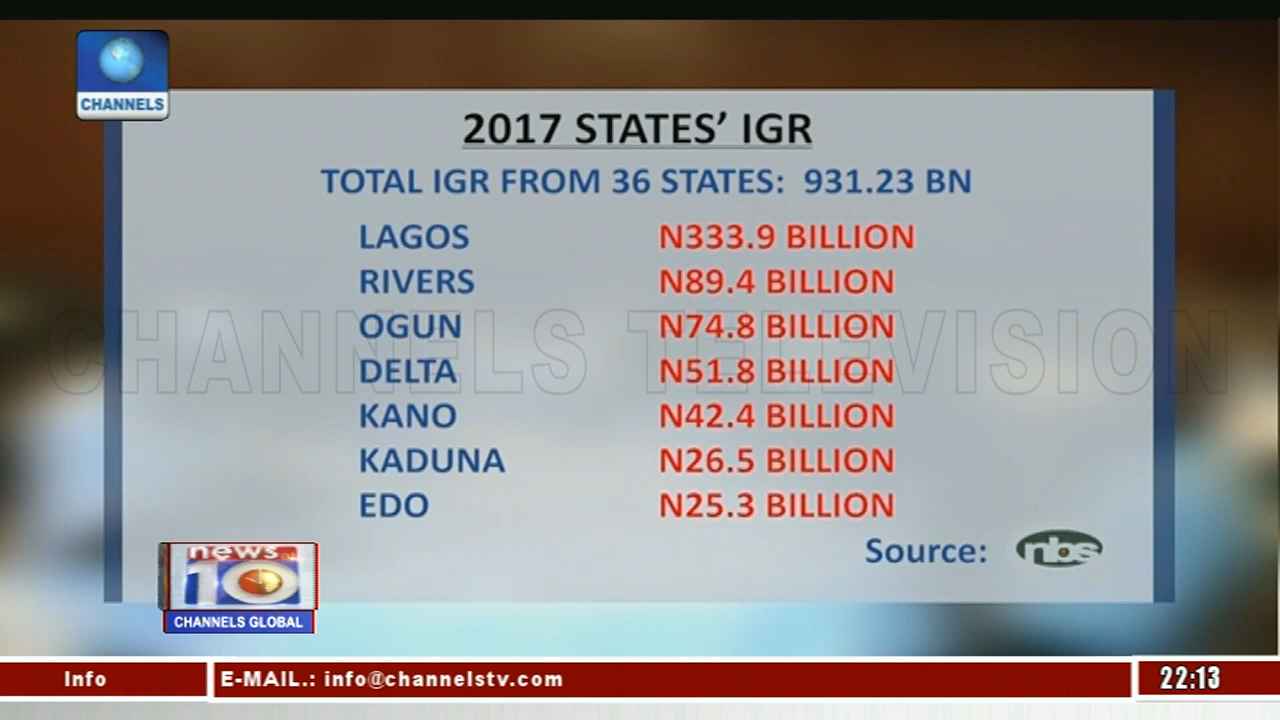 CHANNELS
2017 STATES' IGR
TOTAL IGR FROM 36 STATES: 931.23 BN
LAGOS N333.9 BILLION
RIVERS N89.4 BILLION
OGUN N74.8 BILLION
CHANNELS TELEVISION
DELTA N51.8 BILLION
KANO N42.4 BILLION
KADUNA N26.5 BILLION
EDO N25.3 BILLION
Source: nbs
news
10
CHANNELS GLOBAL
Info E-MAIL.: info@channelstv.com 22:13